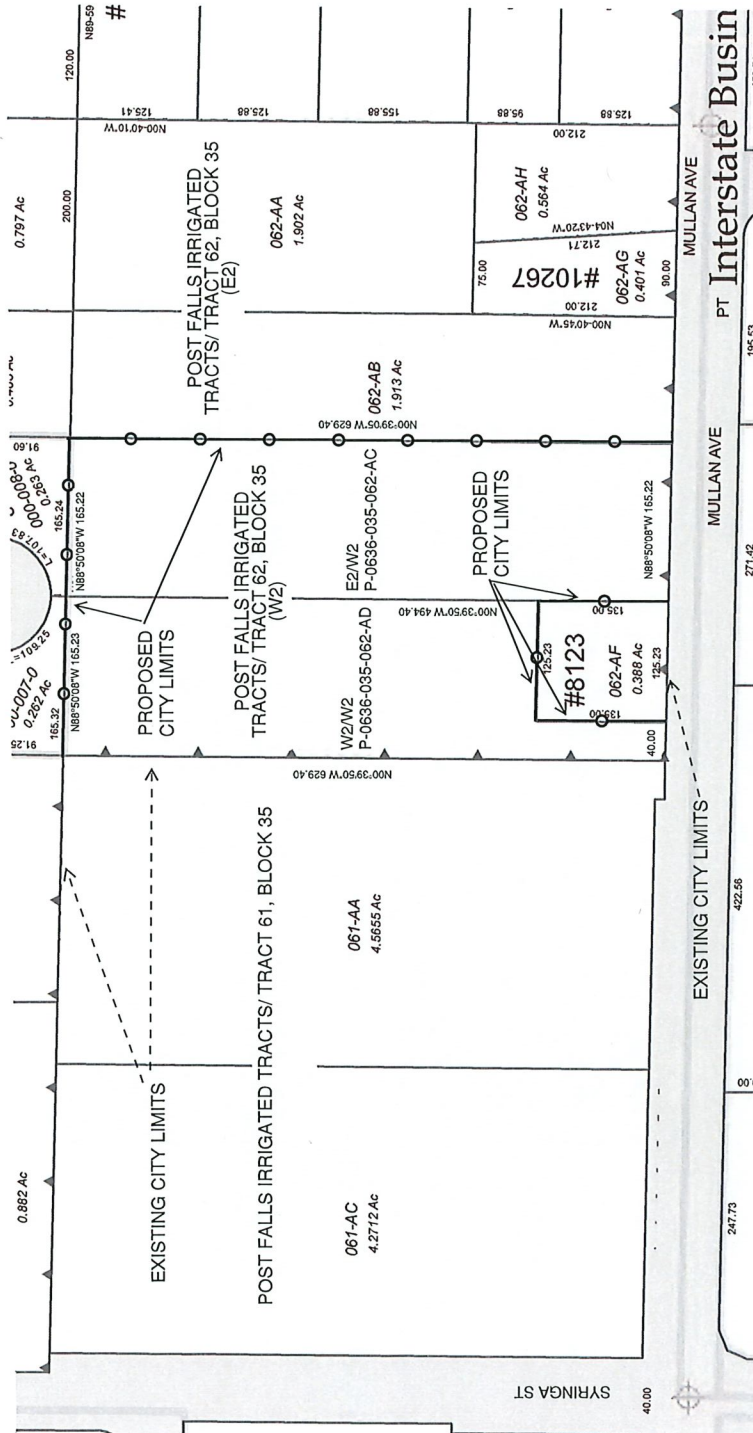 0.882 Ac
EXISTING CITY LIMITS
POST FALLS IRRIGATED TRACTS/ TRACT 61, BLOCK 35
061-AC
4.2712 Ac
061-AA
4.5655 Ac
SYRINGA ST
40.00
247.73
422.56
EXISTING CITY LIMITS
91.25
0.262 Ac
165.32
N88°50'08"W 165.23
PROPOSED
CITY LIMITS
POST FALLS IRRIGATED
TRACTS/ TRACT 62, BLOCK 35
(W2)
W2/W2
P-0636-035-062-AD
E2/W2
P-0636-035-062-AC
N00°39'50"W 629.40
N00°39'50"W 494.40
N00°39'05"W 629.40
PROPOSED
CITY LIMITS
125.23
#8123
062-AF
0.388 Ac
135.00
125.23
40.00
N88°50'08"W 165.22
271.42
MULLAN AVE
L=107.83
0.263 Ac
165.24
N88°50'08"W 165.22
91.60
062-AB
1.913 Ac
POST FALLS IRRIGATED
TRACTS/ TRACT 62, BLOCK 35
(E2)
062-AA
1.902 Ac
0.797 Ac
200.00
N00-40'10"W
N00-40'45"W
212.00
75.00
#10267
062-AG
0.401 Ac
90.00
212.71
N04-43'20"W
062-AH
0.564 Ac
212.00
120.00
N89-59
#
125.41
125.88
155.88
95.88
125.88
MULLAN AVE
PT Interstate Busin
195.53